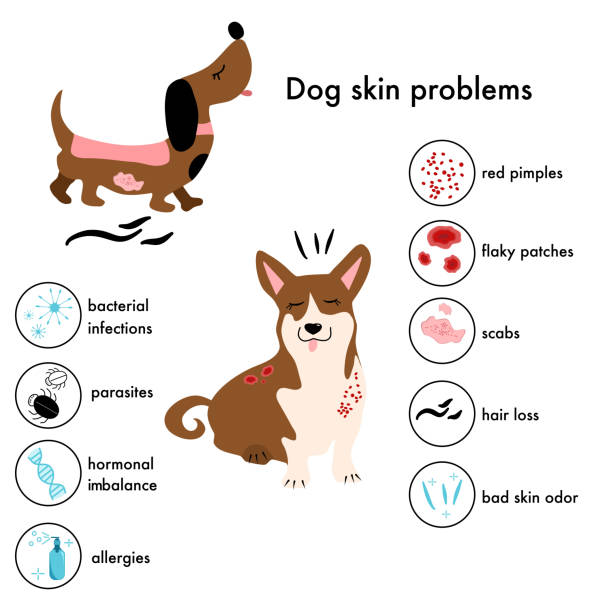 Dog skin problems
red pimples
flaky patches
scabs
hair loss
bad skin odor
bacterial
infections
parasites
hormonal
imbalance
allergies